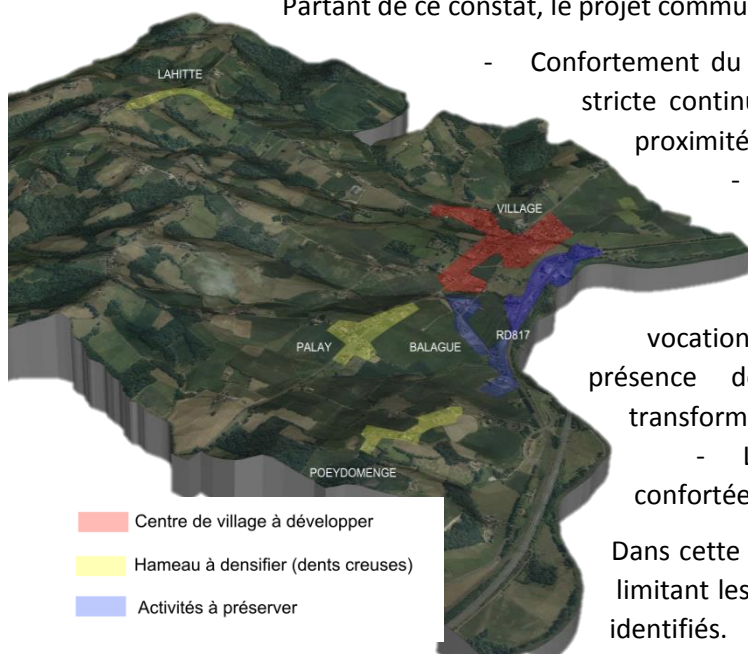 Partant de ce constat, le projet commu
- Confortement du
stricte continu
proximité
-
vocation
présence de
transform
- L
confortée
Dans cette
limitant les
identifiés.
LAHITTE
VILLAGE
PALAY
BALAGUE
RD817
POEYDOMENGE
Centre de village à développer
Hameau à densifier (dents creuses)
Activités à préserver